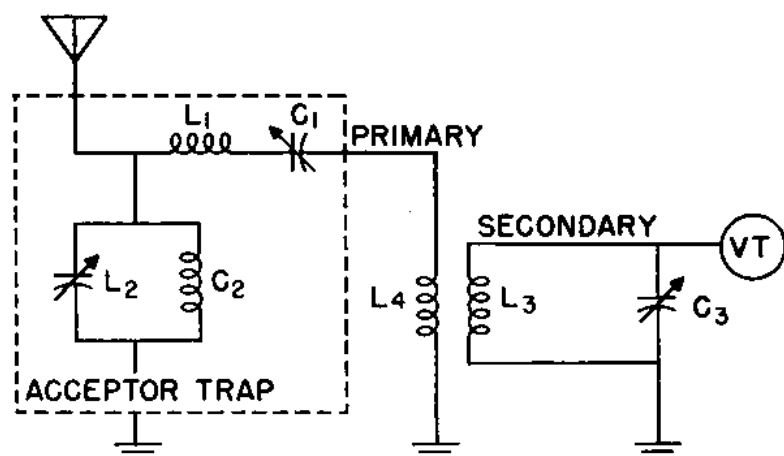 L1
C1
PRIMARY
SECONDARY
VT
L2
C2
L4
L3
C3
ACCEPTOR TRAP